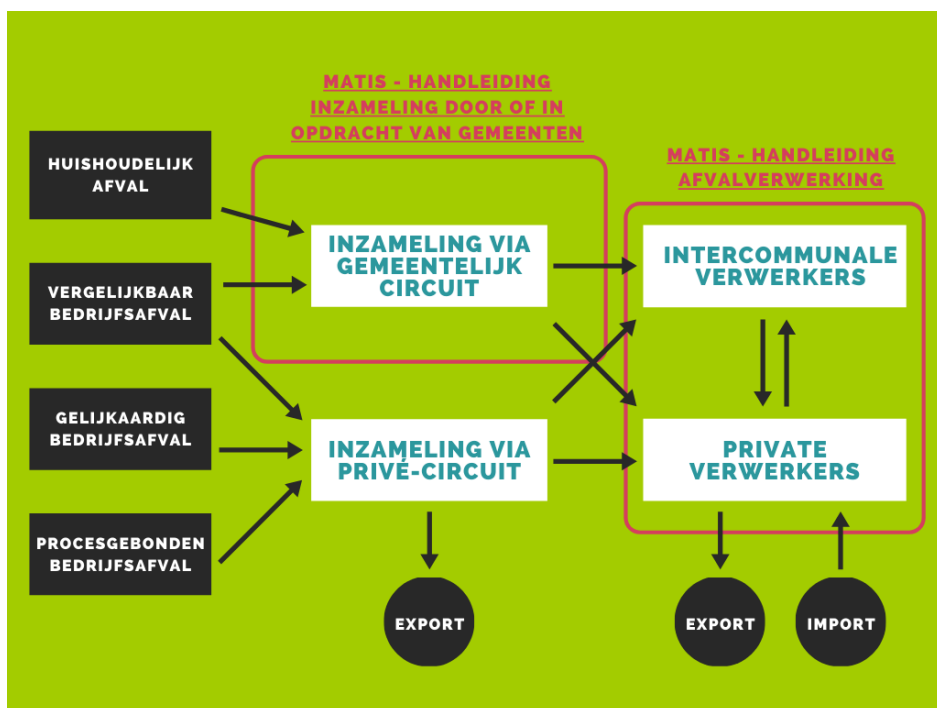 MATIS - HANDLEIDING
INZAMELING DOOR OF IN
OPDRACHT VAN GEMEENTEN
MATIS - HANDLEIDING
AFVALVERWERKING
HUISHOUDELIJK
AFVAL
VERGELIJKBAAR
BEDRIJFSAFVAL
GELIJKAARDIG
BEDRIJFSAFVAL
PROCESGEBONDEN
BEDRIJFSAFVAL
INZAMELING VIA
GEMEENTELIJK
CIRCUIT
INZAMELING VIA
PRIVÉ-CIRCUIT
INTERCOMMUNALE
VERWERKERS
PRIVATE
VERWERKERS
EXPORT
EXPORT
IMPORT